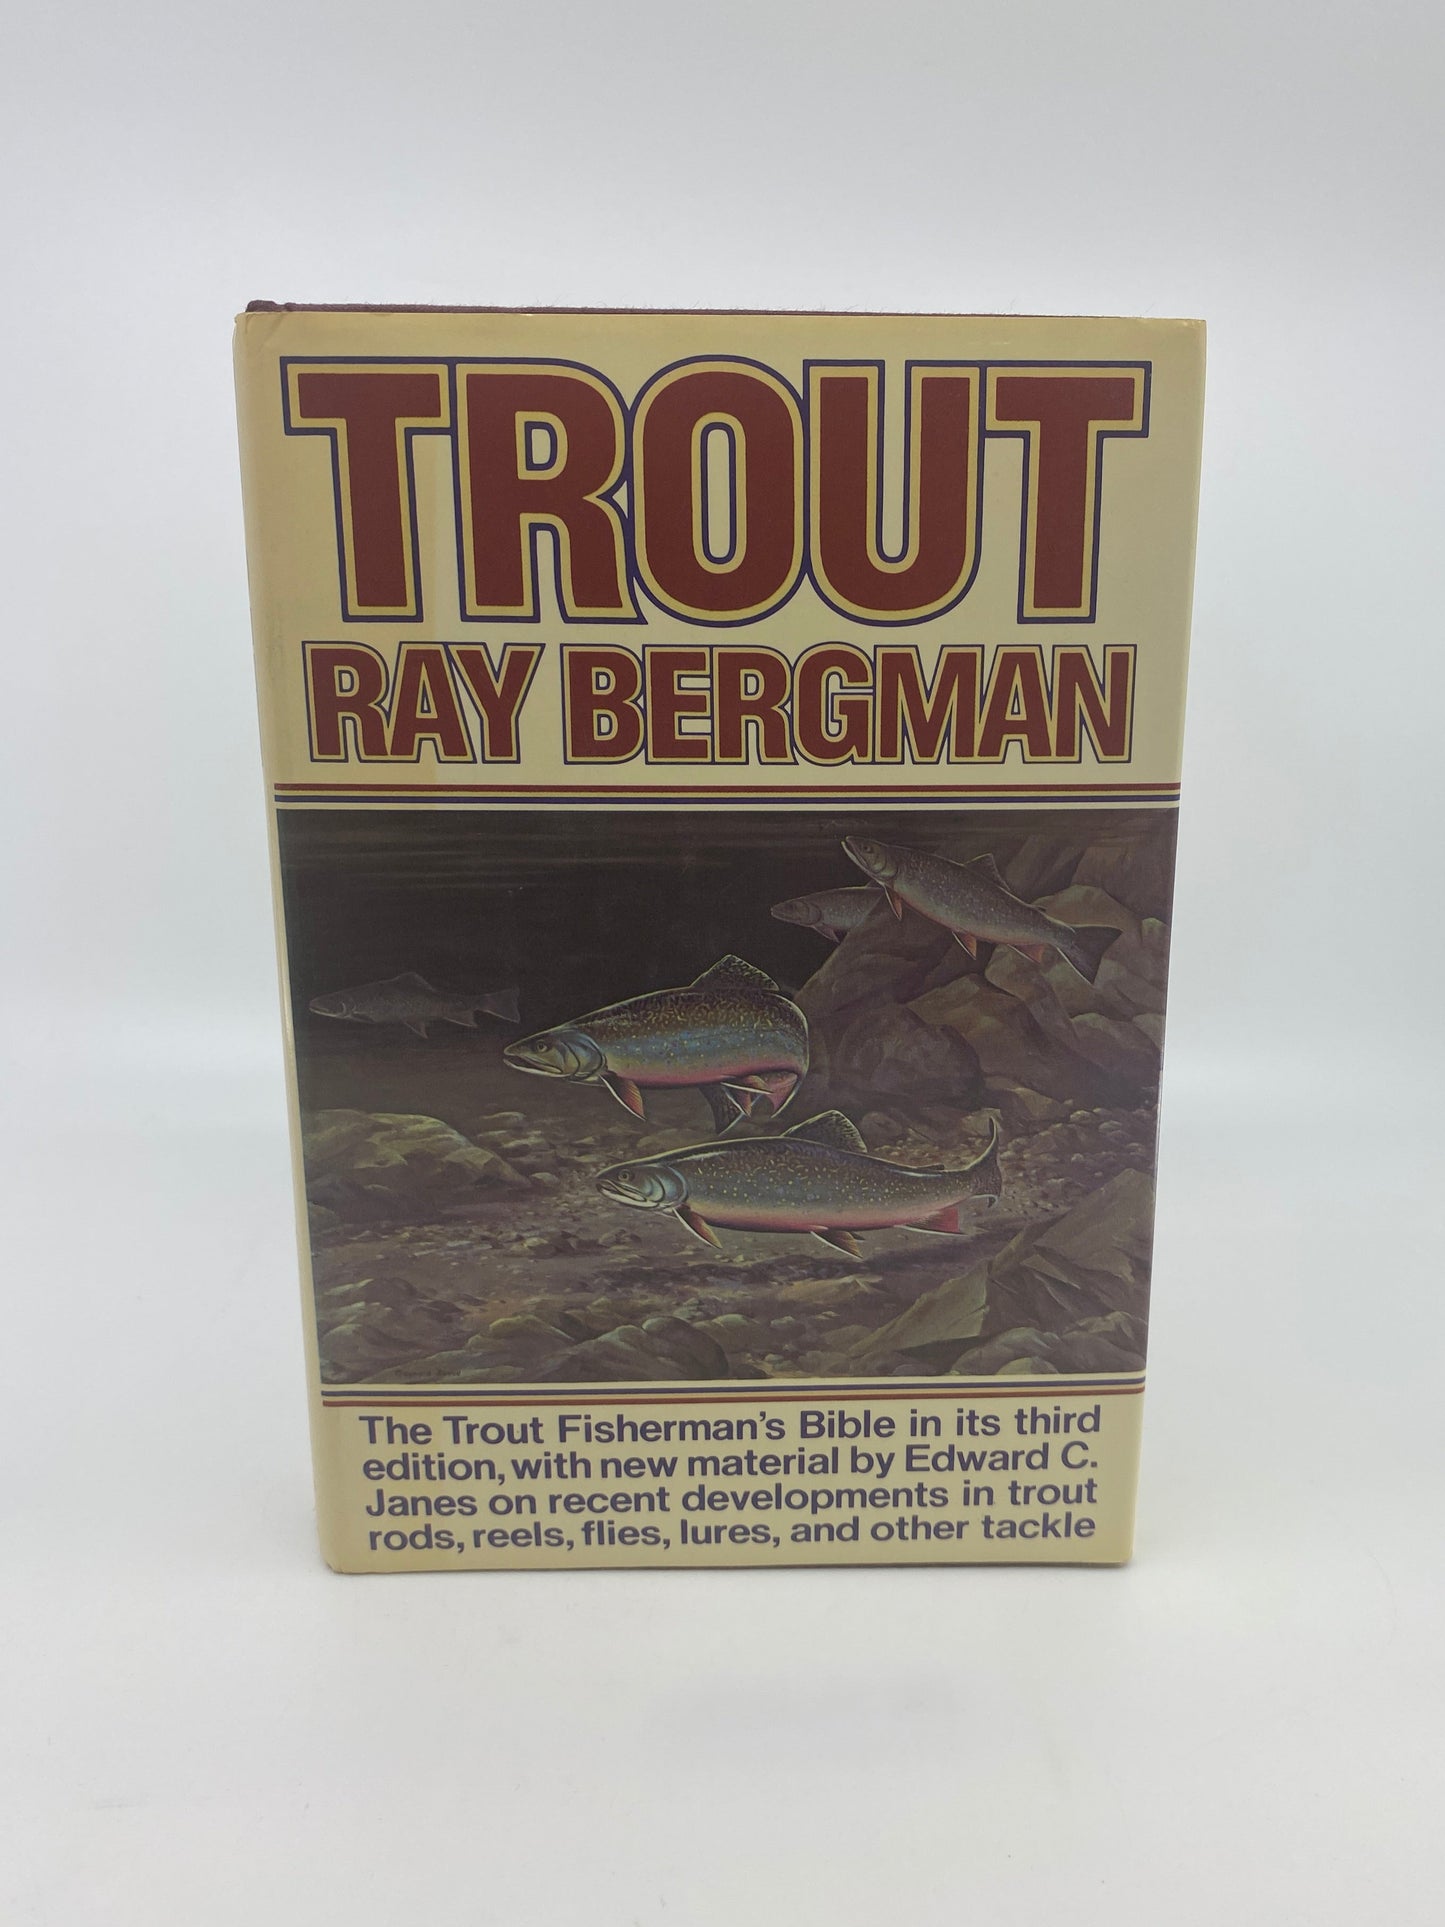 TROUT
RAY BERGMAN
The Trout Fisherman's Bible in its third
edition, with new material by Edward C.
Janes on recent developments in trout
rods, reels, flies, lures, and other tackle